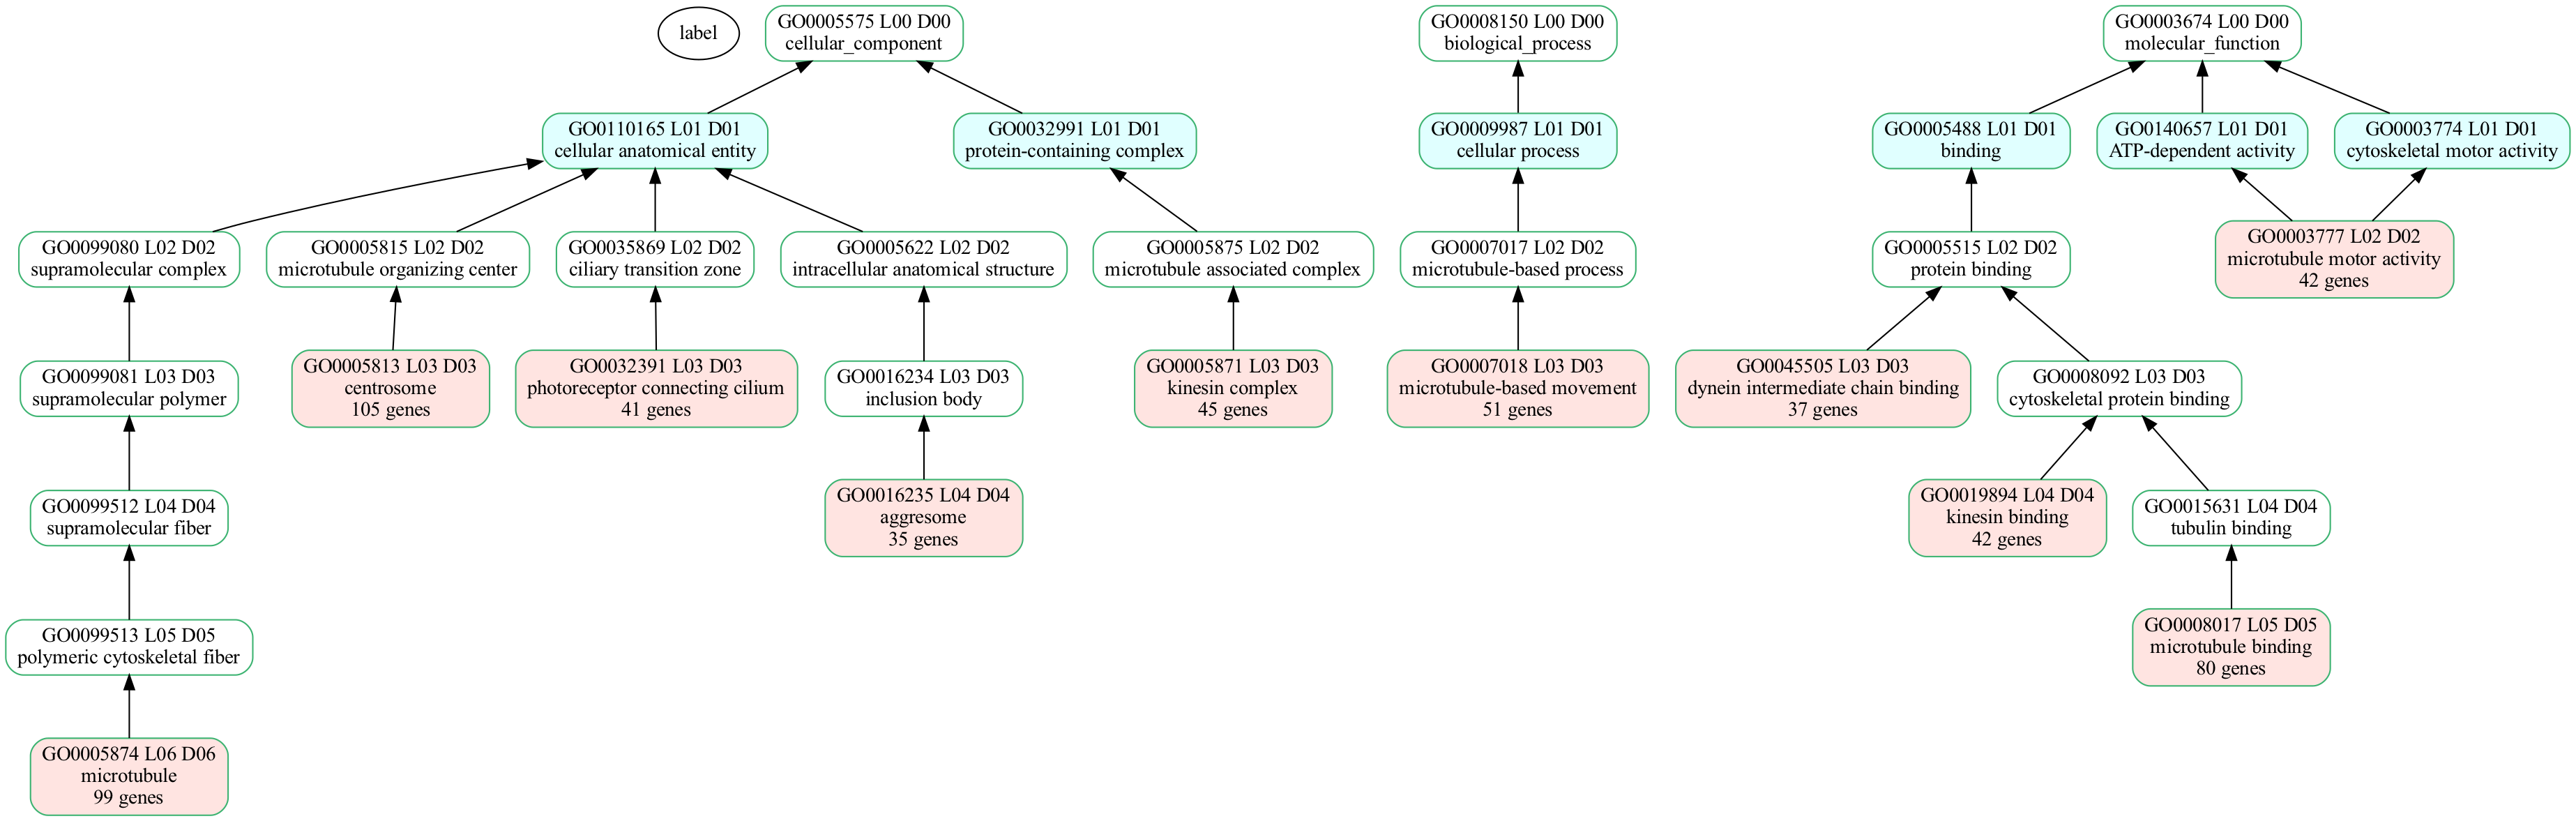 label
GO0005575 L00 D00
cellular_component
GO0008150 L00 D00
biological_process
GO0003674 L00 D00
molecular_function
GO0110165 L01 D01
cellular anatomical entity
GO0032991 L01 D01
protein-containing complex
GO0009987 L01 D01
cellular process
GO0005488 L01 D01
binding
GO0140657 L01 D01
ATP-dependent activity
GO0003774 L01 D01
cytoskeletal motor activity
GO0099080 L02 D02
supramolecular complex
GO0005815 L02 D02
microtubule organizing center
GO0035869 L02 D02
ciliary transition zone
GO0005622 L02 D02
intracellular anatomical structure
GO0005875 L02 D02
microtubule associated complex
GO0007017 L02 D02
microtubule-based process
GO0005515 L02 D02
protein binding
GO0003777 L02 D02
microtubule motor activity
42 genes
GO0099081 L03 D03
supramolecular polymer
GO0005813 L03 D03
centrosome
105 genes
GO0032391 L03 D03
photoreceptor connecting cilium
41 genes
GO0016234 L03 D03
inclusion body
GO0005871 L03 D03
kinesin complex
45 genes
GO0007018 L03 D03
microtubule-based movement
51 genes
GO0045505 L03 D03
dynein intermediate chain binding
37 genes
GO0008092 L03 D03
cytoskeletal protein binding
GO0099512 L04 D04
supramolecular fiber
GO0016235 L04 D04
aggresome
35 genes
GO0019894 L04 D04
kinesin binding
42 genes
GO0015631 L04 D04
tubulin binding
GO0099513 L05 D05
polymeric cytoskeletal fiber
GO0008017 L05 D05
microtubule binding
80 genes
GO0005874 L06 D06
microtubule
99 genes